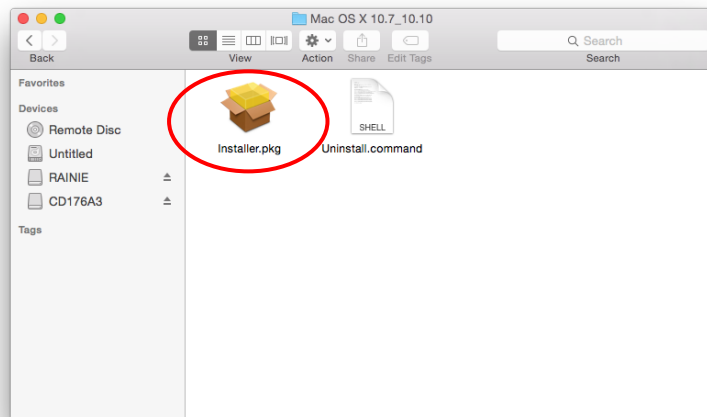 Mac OS X 10.7_10.10
Search
Back
View
Action
Share
Edit Tags
Search
Favorites
Devices
Remote Disc
Untitled
RAINIE
CD176A3
Tags
Installer.pkg
SHELL
Uninstall.command